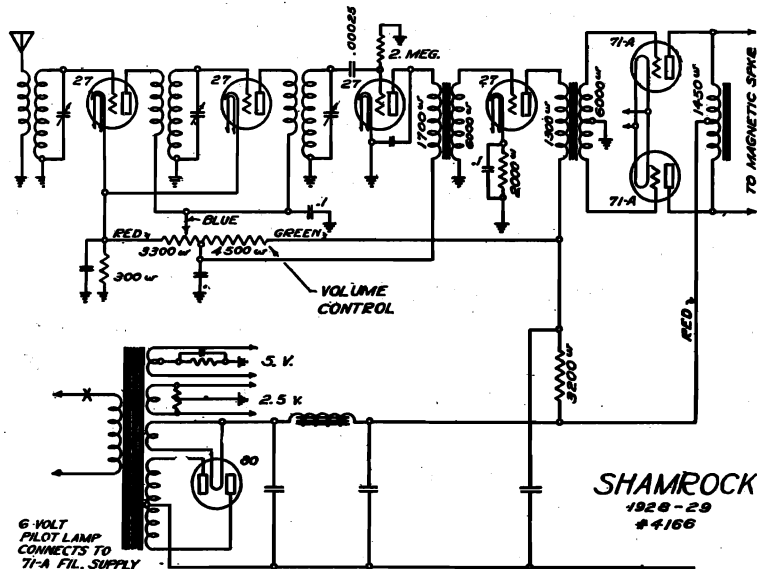 71-A
.00025
2. MEG.
27
27
27
27
1700 ω
6000 ω
1300 ω
6000 ω
1450 ω
TO MAGNETIC SPKR
.1
2000 ω
71-A
.1
BLUE
RED
GREEN
3300 ω
4500 ω
300 ω
VOLUME
CONTROL
RED
3200 ω
5. V.
2.5 V.
80
SHAMROCK
1928-29
#4166
6 VOLT
PILOT LAMP
CONNECTS TO
71-A FIL. SUPPLY